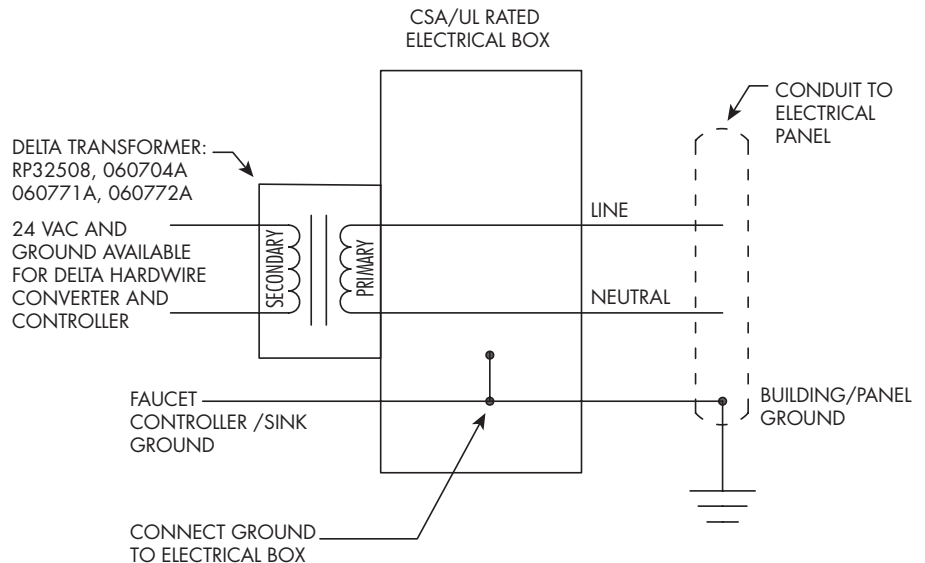 CSA/UL RATED
ELECTRICAL BOX
CONDUIT TO
ELECTRICAL
PANEL
DELTA TRANSFORMER:
RP32508, 060704A
060771A, 060772A
24 VAC AND
GROUND AVAILABLE
FOR DELTA HARDWIRE
CONVERTER AND
CONTROLLER
SECONDARY
PRIMARY
LINE
NEUTRAL
FAUCET
CONTROLLER /SINK
GROUND
BUILDING/PANEL
GROUND
CONNECT GROUND
TO ELECTRICAL BOX